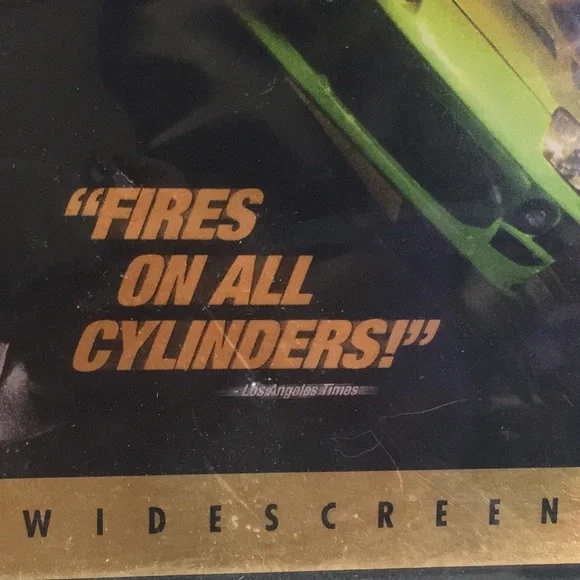 “FIRES
ON ALL
CYLINDERS!”
- Los Angeles Times
WIDESCREEN